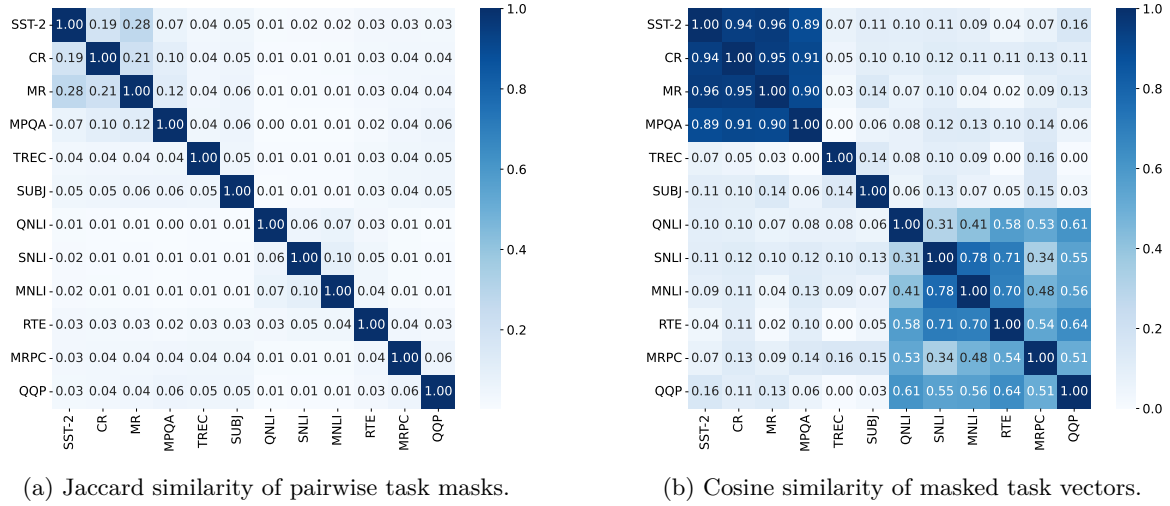 SST-2 1.00 0.19 0.28 0.07 0.04 0.05 0.01 0.02 0.02 0.03 0.03 0.03
CR 0.19 1.00 0.21 0.10 0.04 0.05 0.01 0.01 0.01 0.03 0.04 0.04
MR 0.28 0.21 1.00 0.12 0.04 0.06 0.01 0.01 0.01 0.03 0.04 0.04
MPQA 0.07 0.10 0.12 1.00 0.04 0.06 0.00 0.01 0.01 0.02 0.04 0.06
TREC 0.04 0.04 0.04 0.04 1.00 0.05 0.01 0.01 0.01 0.03 0.04 0.05
SUBJ 0.05 0.05 0.06 0.06 0.05 1.00 0.01 0.01 0.01 0.03 0.04 0.05
QNLI 0.01 0.01 0.01 0.00 0.01 0.01 1.00 0.06 0.07 0.03 0.01 0.01
SNLI 0.02 0.01 0.01 0.01 0.01 0.01 0.06 1.00 0.10 0.05 0.01 0.01
MNLI 0.02 0.01 0.01 0.01 0.01 0.01 0.07 0.10 1.00 0.04 0.01 0.01
RTE 0.03 0.03 0.03 0.02 0.03 0.03 0.03 0.05 0.04 1.00 0.04 0.03
MRPC 0.03 0.04 0.04 0.04 0.04 0.04 0.01 0.01 0.01 0.04 1.00 0.06
QQP 0.03 0.04 0.04 0.06 0.05 0.05 0.01 0.01 0.01 0.03 0.06 1.00
SST-2 CR MR MPQA TREC SUBJ QNLI SNLI MNLI RTE MRPC QQP
1.0
0.8
0.6
0.4
0.2
(a) Jaccard similarity of pairwise task masks.
SST-2 1.00 0.94 0.96 0.89 0.07 0.11 0.10 0.11 0.09 0.04 0.07 0.16
CR 0.94 1.00 0.95 0.91 0.05 0.10 0.10 0.12 0.11 0.11 0.13 0.11
MR 0.96 0.95 1.00 0.90 0.03 0.14 0.07 0.10 0.04 0.02 0.09 0.13
MPQA 0.89 0.91 0.90 1.00 0.00 0.06 0.08 0.12 0.13 0.10 0.14 0.06
TREC 0.07 0.05 0.03 0.00 1.00 0.14 0.08 0.10 0.09 0.00 0.16 0.00
SUBJ 0.11 0.10 0.14 0.06 0.14 1.00 0.06 0.13 0.07 0.05 0.15 0.03
QNLI 0.10 0.10 0.07 0.08 0.08 0.06 1.00 0.31 0.41 0.58 0.53 0.61
SNLI 0.11 0.12 0.10 0.12 0.10 0.13 0.31 1.00 0.78 0.71 0.34 0.55
MNLI 0.09 0.11 0.04 0.13 0.09 0.07 0.41 0.78 1.00 0.70 0.48 0.56
RTE 0.04 0.11 0.02 0.10 0.00 0.05 0.58 0.71 0.70 1.00 0.54 0.64
MRPC 0.07 0.13 0.09 0.14 0.16 0.15 0.53 0.34 0.48 0.54 1.00 0.51
QQP 0.16 0.11 0.13 0.06 0.00 0.03 0.61 0.55 0.56 0.64 0.51 1.00
SST-2 CR MR MPQA TREC SUBJ QNLI SNLI MNLI RTE MRPC QQP
1.0
0.8
0.6
0.4
0.2
0.0
(b) Cosine similarity of masked task vectors.